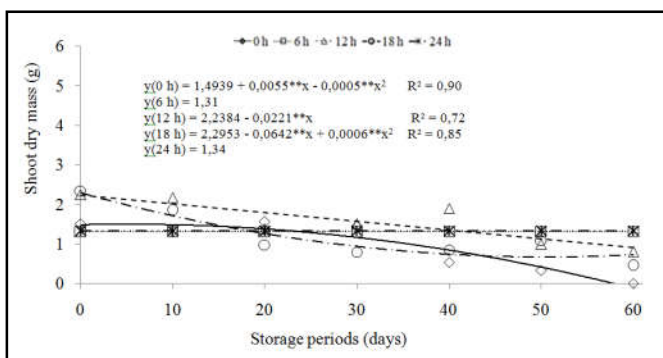 Shoot dry mass (g)
6
5
4
3
2
1
0
0 h 6 h 12 h 18 h 24 h
y(0 h) = 1,4939 + 0,0055**x - 0,0005**x² R² = 0,90
y(6 h) = 1,31
y(12 h) = 2,2384 - 0,0221**x R² = 0,72
y(18 h) = 2,2953 - 0,0642**x + 0,0006**x² R² = 0,85
y(24 h) = 1,34
0 10 20 30 40 50 60
Storage periods (days)